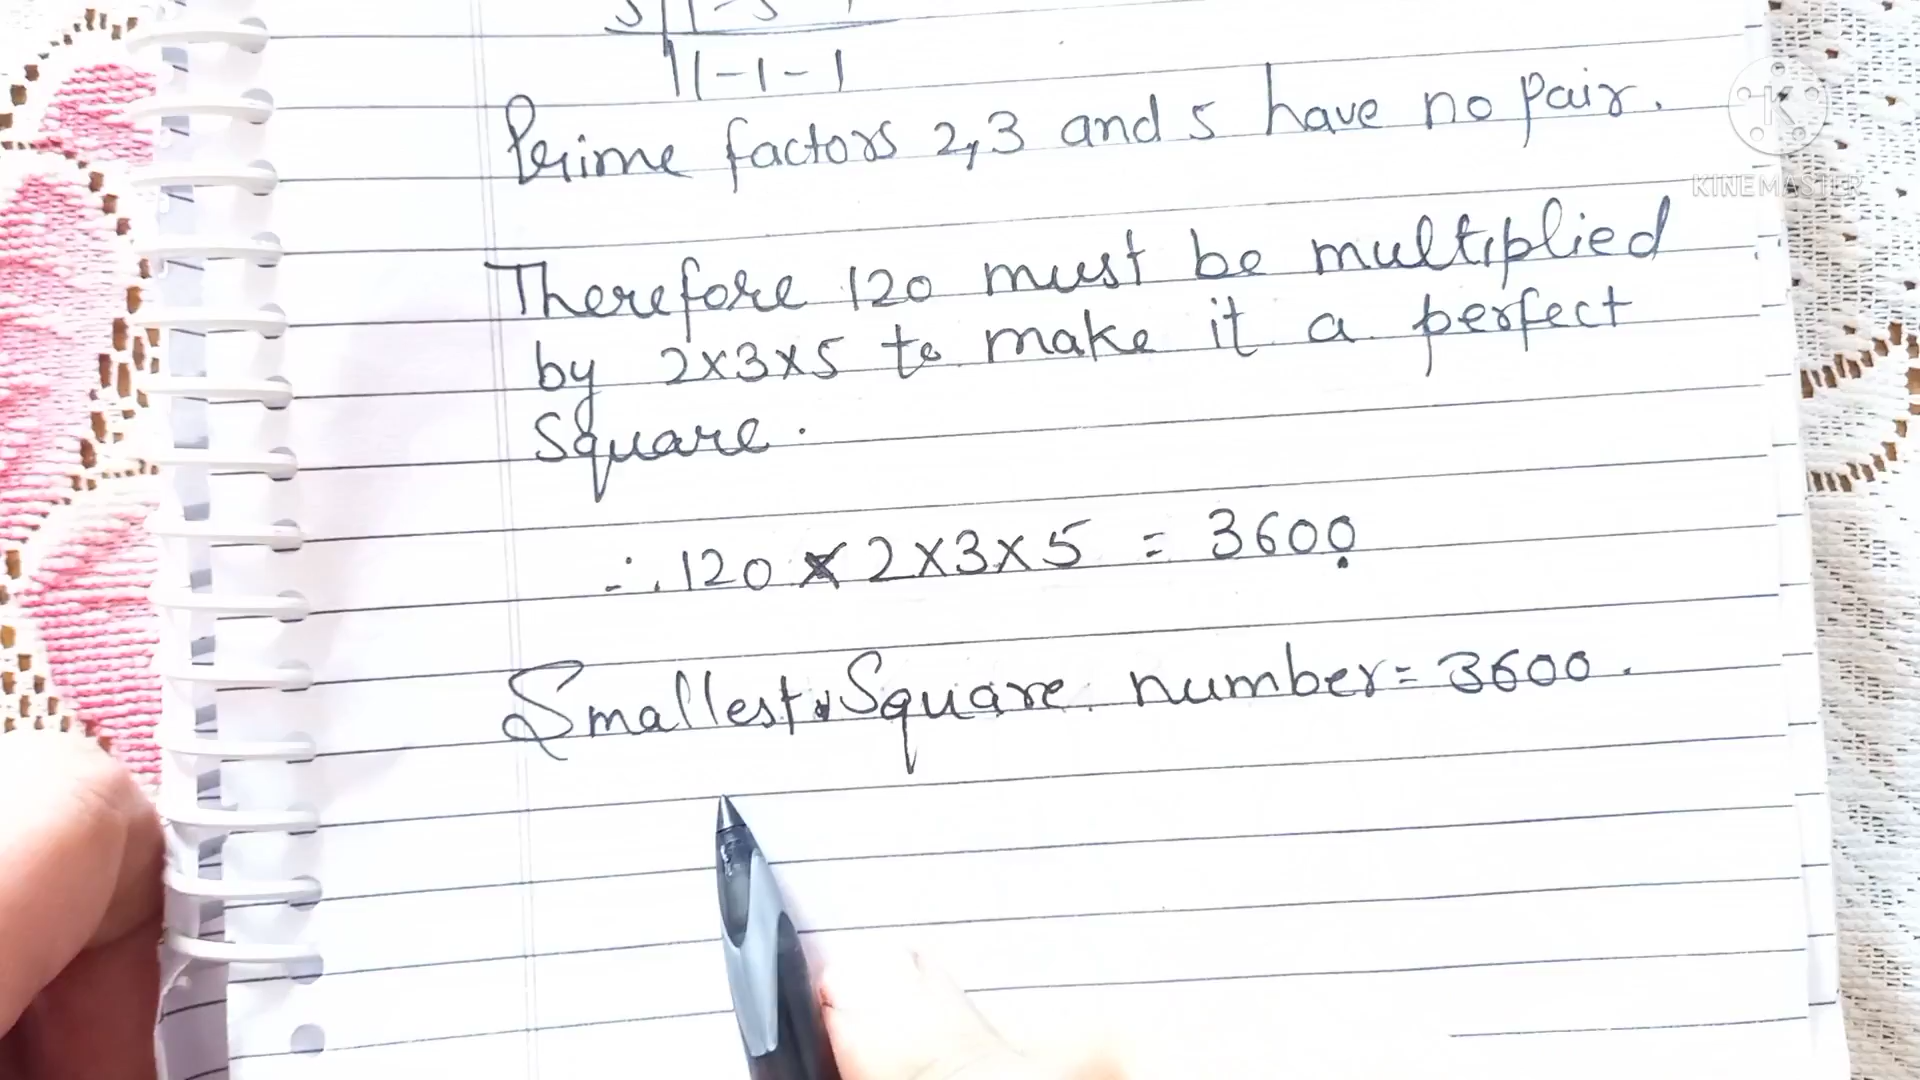 1-1-1
Prime factors 2,3 and 5 have no pair.
KINEMASTER
Therefore 120 must be multiplied
by 2x3x5 to make it a perfect
square.
∴ 120 x 2x3x5 = 3600
Smallest Square number = 3600.